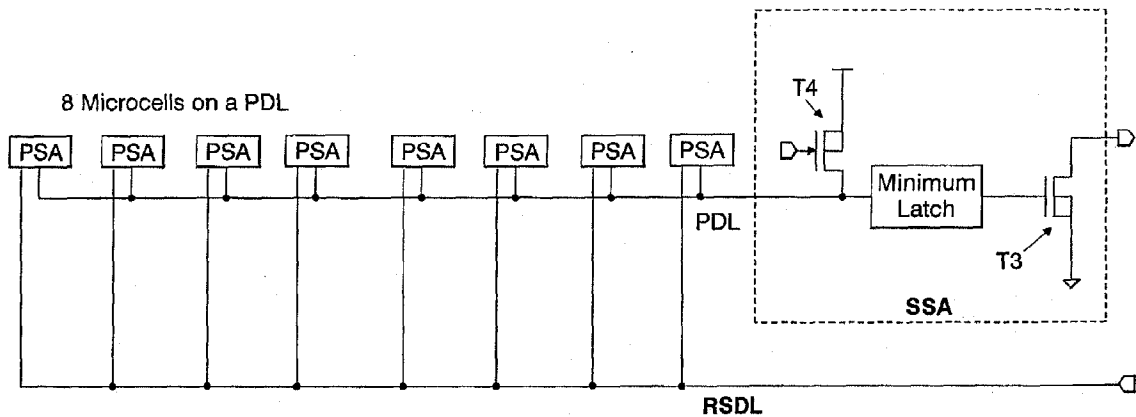 T4
8 Microcells on a PDL
PSA PSA PSA PSA PSA PSA PSA PSA
Minimum
Latch
PDL
T3
SSA
RSDL